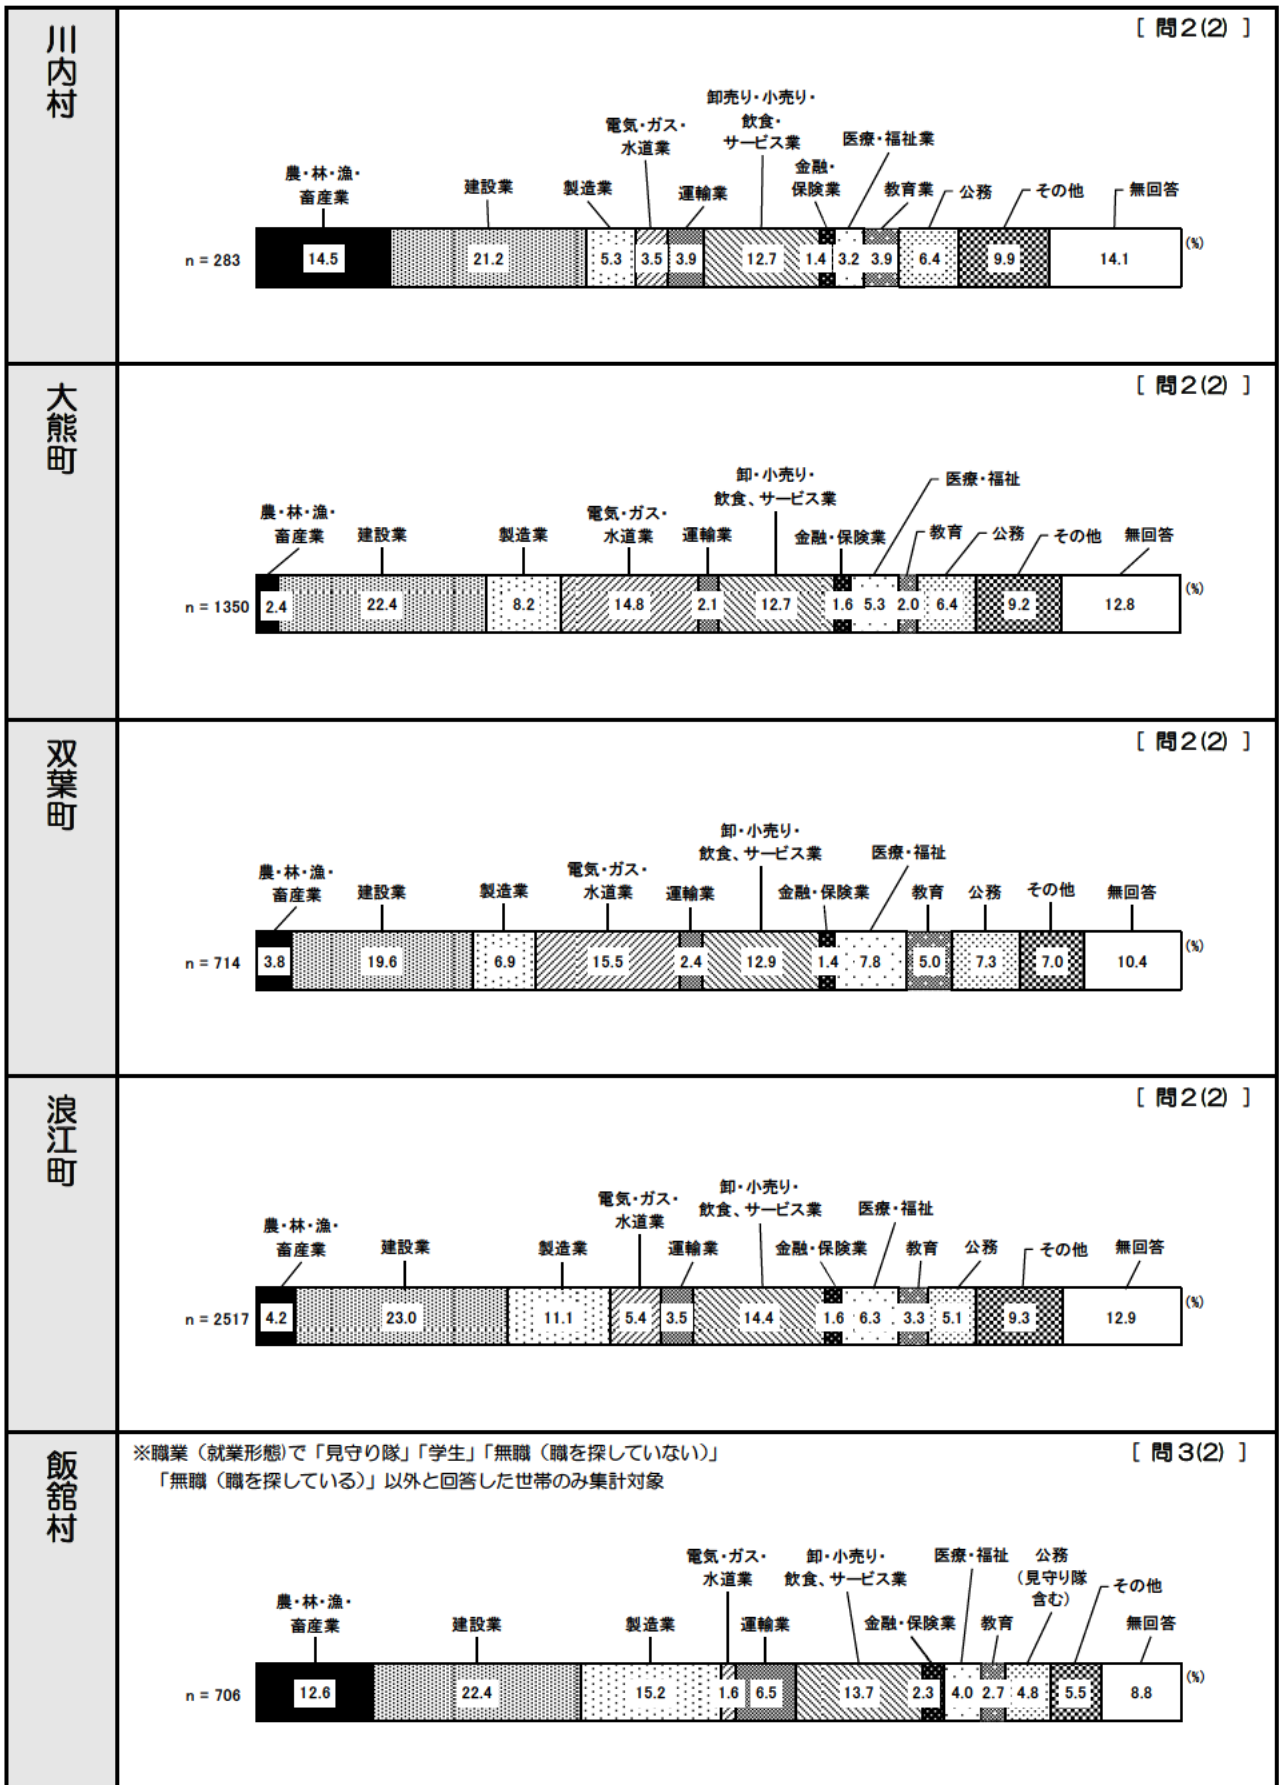 川内村
[ 問2(2) ]
卸売り・小売り・
飲食・
サービス業
電気・ガス・
水道業
医療・福祉業
金融・
保険業
農・林・漁・
畜産業
建設業
製造業
運輸業
教育業
公務
その他
無回答
n = 283
14.5 21.2 5.3 3.5 3.9 12.7 1.4 3.2 3.9 6.4 9.9 14.1 (%)
大熊町
[ 問2(2) ]
卸・小売り・
飲食、サービス業
医療・福祉
農・林・漁・
畜産業
建設業
製造業
電気・ガス・
水道業
運輸業
金融・保険業
教育
公務
その他
無回答
n = 1350
2.4 22.4 8.2 14.8 2.1 12.7 1.6 5.3 2.0 6.4 9.2 12.8 (%)
双葉町
[ 問2(2) ]
卸・小売り・
飲食、サービス業
医療・福祉
農・林・漁・
畜産業
建設業
製造業
電気・ガス・
水道業
運輸業
金融・保険業
教育
公務
その他
無回答
n = 714
3.8 19.6 6.9 15.5 2.4 12.9 1.4 7.8 5.0 7.3 7.0 10.4 (%)
浪江町
[ 問2(2) ]
卸・小売り・
飲食、サービス業
電気・ガス・
水道業
医療・福祉
農・林・漁・
畜産業
建設業
製造業
運輸業
金融・保険業
教育
公務
その他
無回答
n = 2517
4.2 23.0 11.1 5.4 3.5 14.4 1.6 6.3 3.3 5.1 9.3 12.9 (%)
飯舘村
※職業（就業形態)で「見守り隊」「学生」「無職（職を探していない）」
「無職（職を探している）」以外と回答した世帯のみ集計対象
[ 問3(2) ]
電気・ガス・
水道業
卸・小売り・
飲食、サービス業
医療・福祉
公務
（見守り隊
含む）
その他
農・林・漁・
畜産業
建設業
製造業
運輸業
金融・保険業
教育
無回答
n = 706
12.6 22.4 15.2 1.6 6.5 13.7 2.3 4.0 2.7 4.8 5.5 8.8 (%)